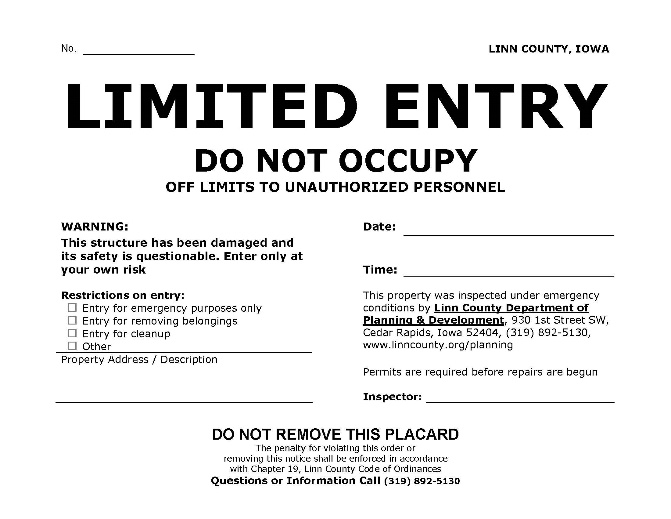 No.
LINN COUNTY, IOWA
LIMITED ENTRY
DO NOT OCCUPY
OFF LIMITS TO UNAUTHORIZED PERSONNEL
WARNING:
This structure has been damaged and
its safety is questionable. Enter only at
your own risk
Restrictions on entry:
☐ Entry for emergency purposes only
☐ Entry for removing belongings
☐ Entry for cleanup
☐ Other
Property Address / Description
Date:
Time:
This property was inspected under emergency
conditions by Linn County Department of
Planning & Development, 930 1st Street SW,
Cedar Rapids, Iowa 52404, (319) 892-5130,
www.linncounty.org/planning
Permits are required before repairs are begun
Inspector:
DO NOT REMOVE THIS PLACARD
The penalty for violating this order or
removing this notice shall be enforced in accordance
with Chapter 19, Linn County Code of Ordinances
Questions or Information Call (319) 892-5130